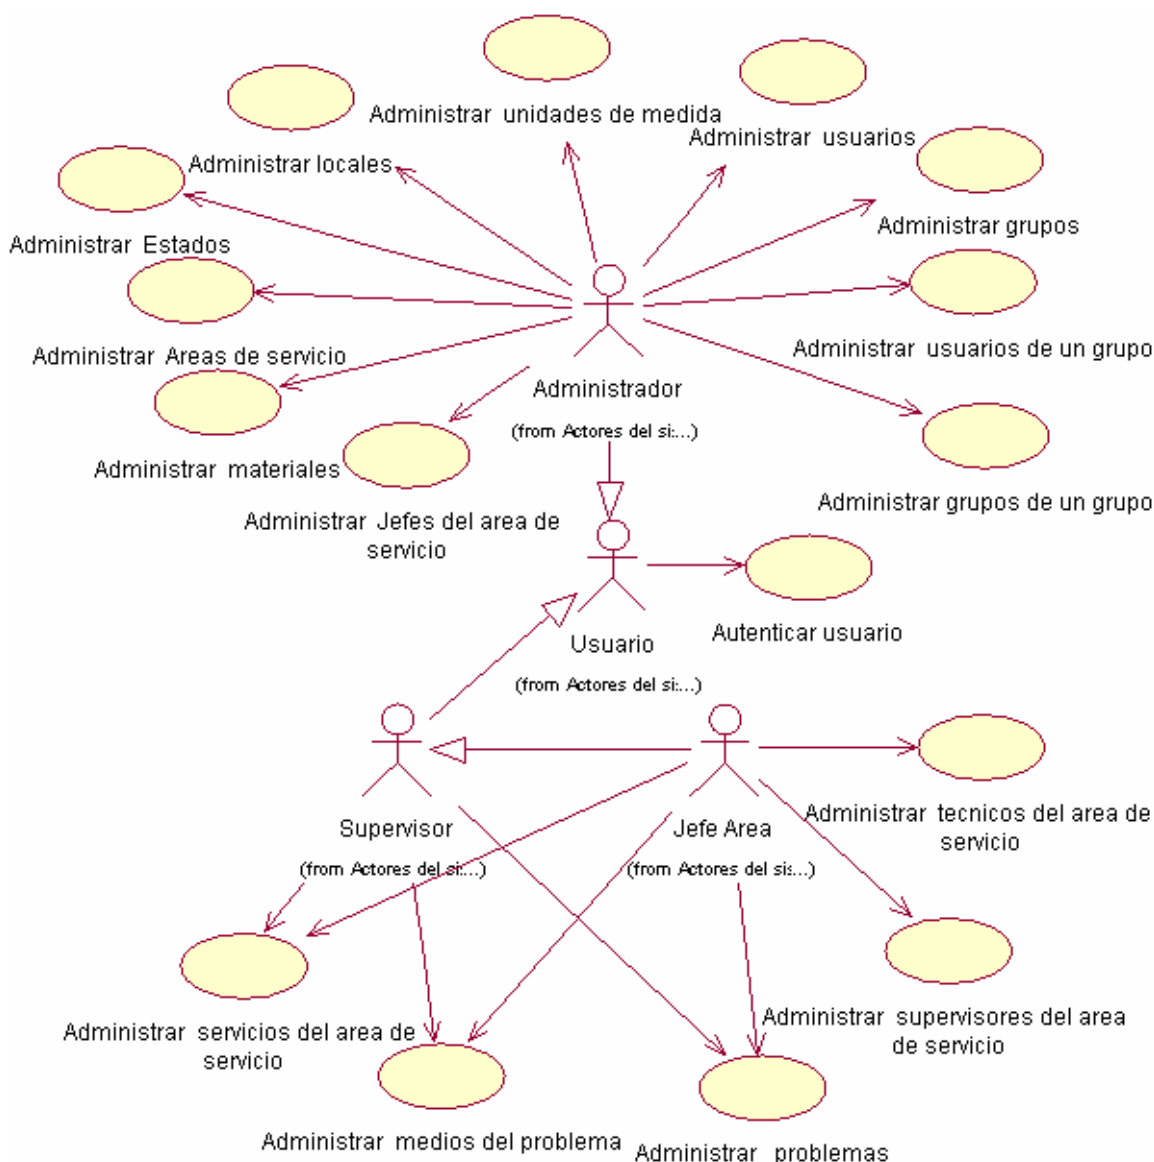 Administrar unidades de medida
Administrar usuarios
Administrar locales
Administrar grupos
Administrar Estados
Administrar usuarios de un grupo
Administrar Areas de servicio
Administrador
(from Actores del si:...)
Administrar materiales
Administrar grupos de un grupo
Administrar Jefes del area de
servicio
Autenticar usuario
Usuario
(from Actores del si:...)
Administrar tecnicos del area de
servicio
Supervisor
(from Actores del si:...)
Jefe Area
(from Actores del si:...)
Administrar supervisores del area
de servicio
Administrar servicios del area de
servicio
Administrar medios del problema
Administrar problemas